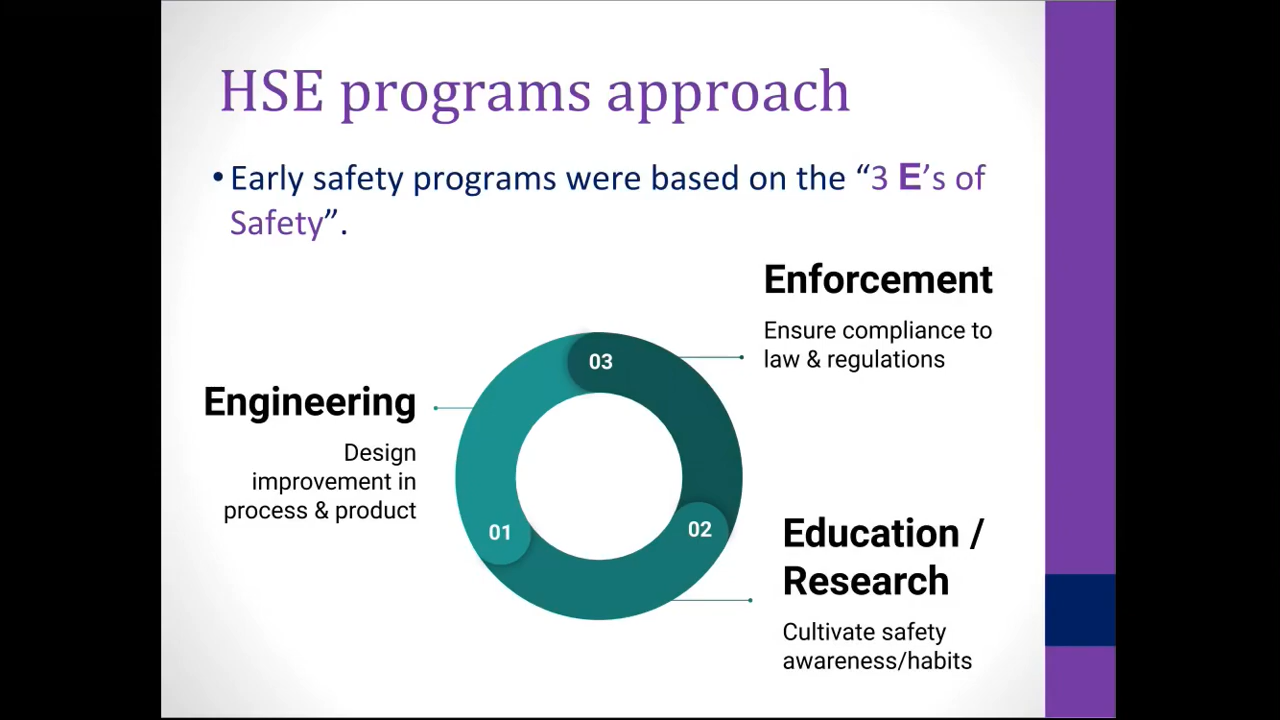 HSE programs approach
• Early safety programs were based on the “3 E’s of
Safety”.
Enforcement
Ensure compliance to
law & regulations
03
Engineering
Design
improvement in
process & product
01
02
Education /
Research
Cultivate safety
awareness/habits